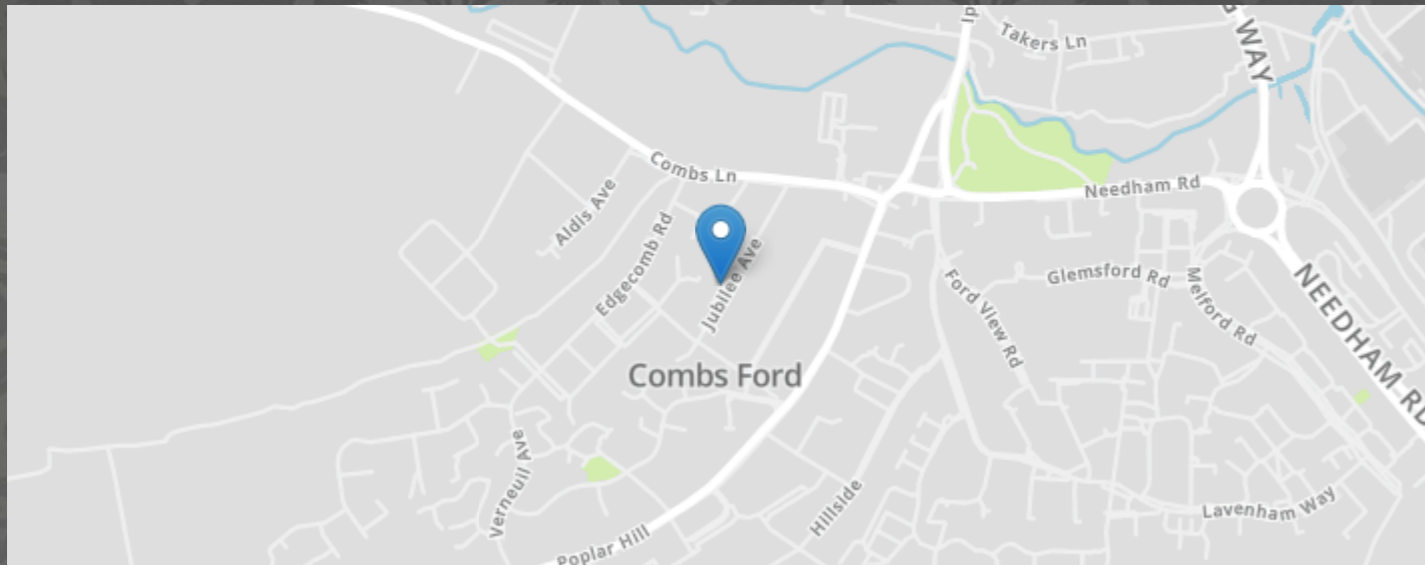 Takers Ln
G WAY
Combs Ln
Needham Rd
Aldis Ave
Edgecomb Rd
Jubilee Ave
Ford View Rd
Glemsford Rd
Melford Rd
NEEDHAM RD
Combs Ford
Verneuil Ave
Hillside
Lavenham Way
Poplar Hill